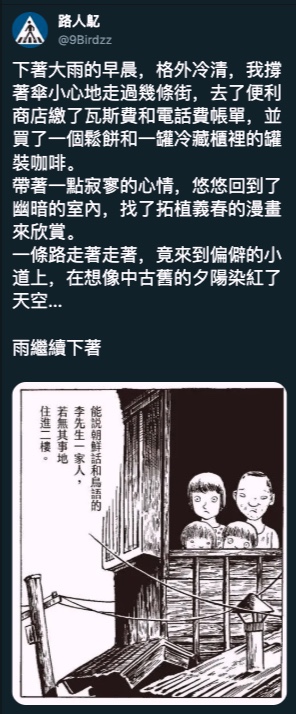 路人㐂
@9Birdzz
下著大雨的早晨，格外冷清，我撐
著傘小心地走過幾條街，去了便利
商店繳了瓦斯費和電話費帳單，並
買了一個鬆餅和一罐冷藏櫃裡的罐
裝咖啡。
帶著一點寂寥的心情，悠悠回到了
幽暗的室內，找了拓植義春的漫畫
來欣賞。
一條路走著走著，竟來到偏僻的小
道上，在想像中古舊的夕陽染紅了
天空...
雨繼續下著
能說朝鮮話和鳥語的
李先生一家人，
若無其事地
住進二樓。